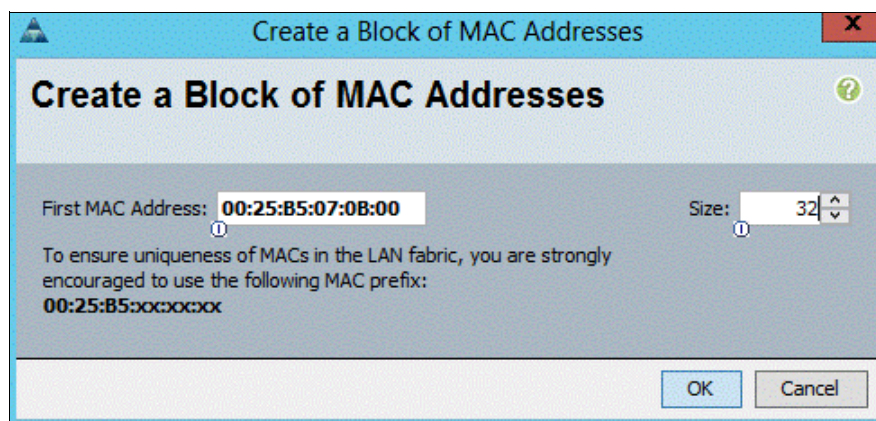 Create a Block of MAC Addresses
X
Create a Block of MAC Addresses
?
First MAC Address: 00:25:B5:07:0B:00 Size: 32
To ensure uniqueness of MACs in the LAN fabric, you are strongly
encouraged to use the following MAC prefix:
00:25:B5:xx:xx:xx
OK Cancel